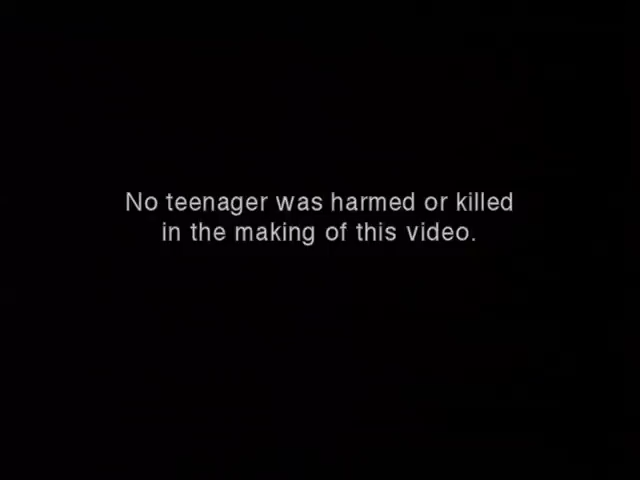 No teenager was harmed or killed
in the making of this video.